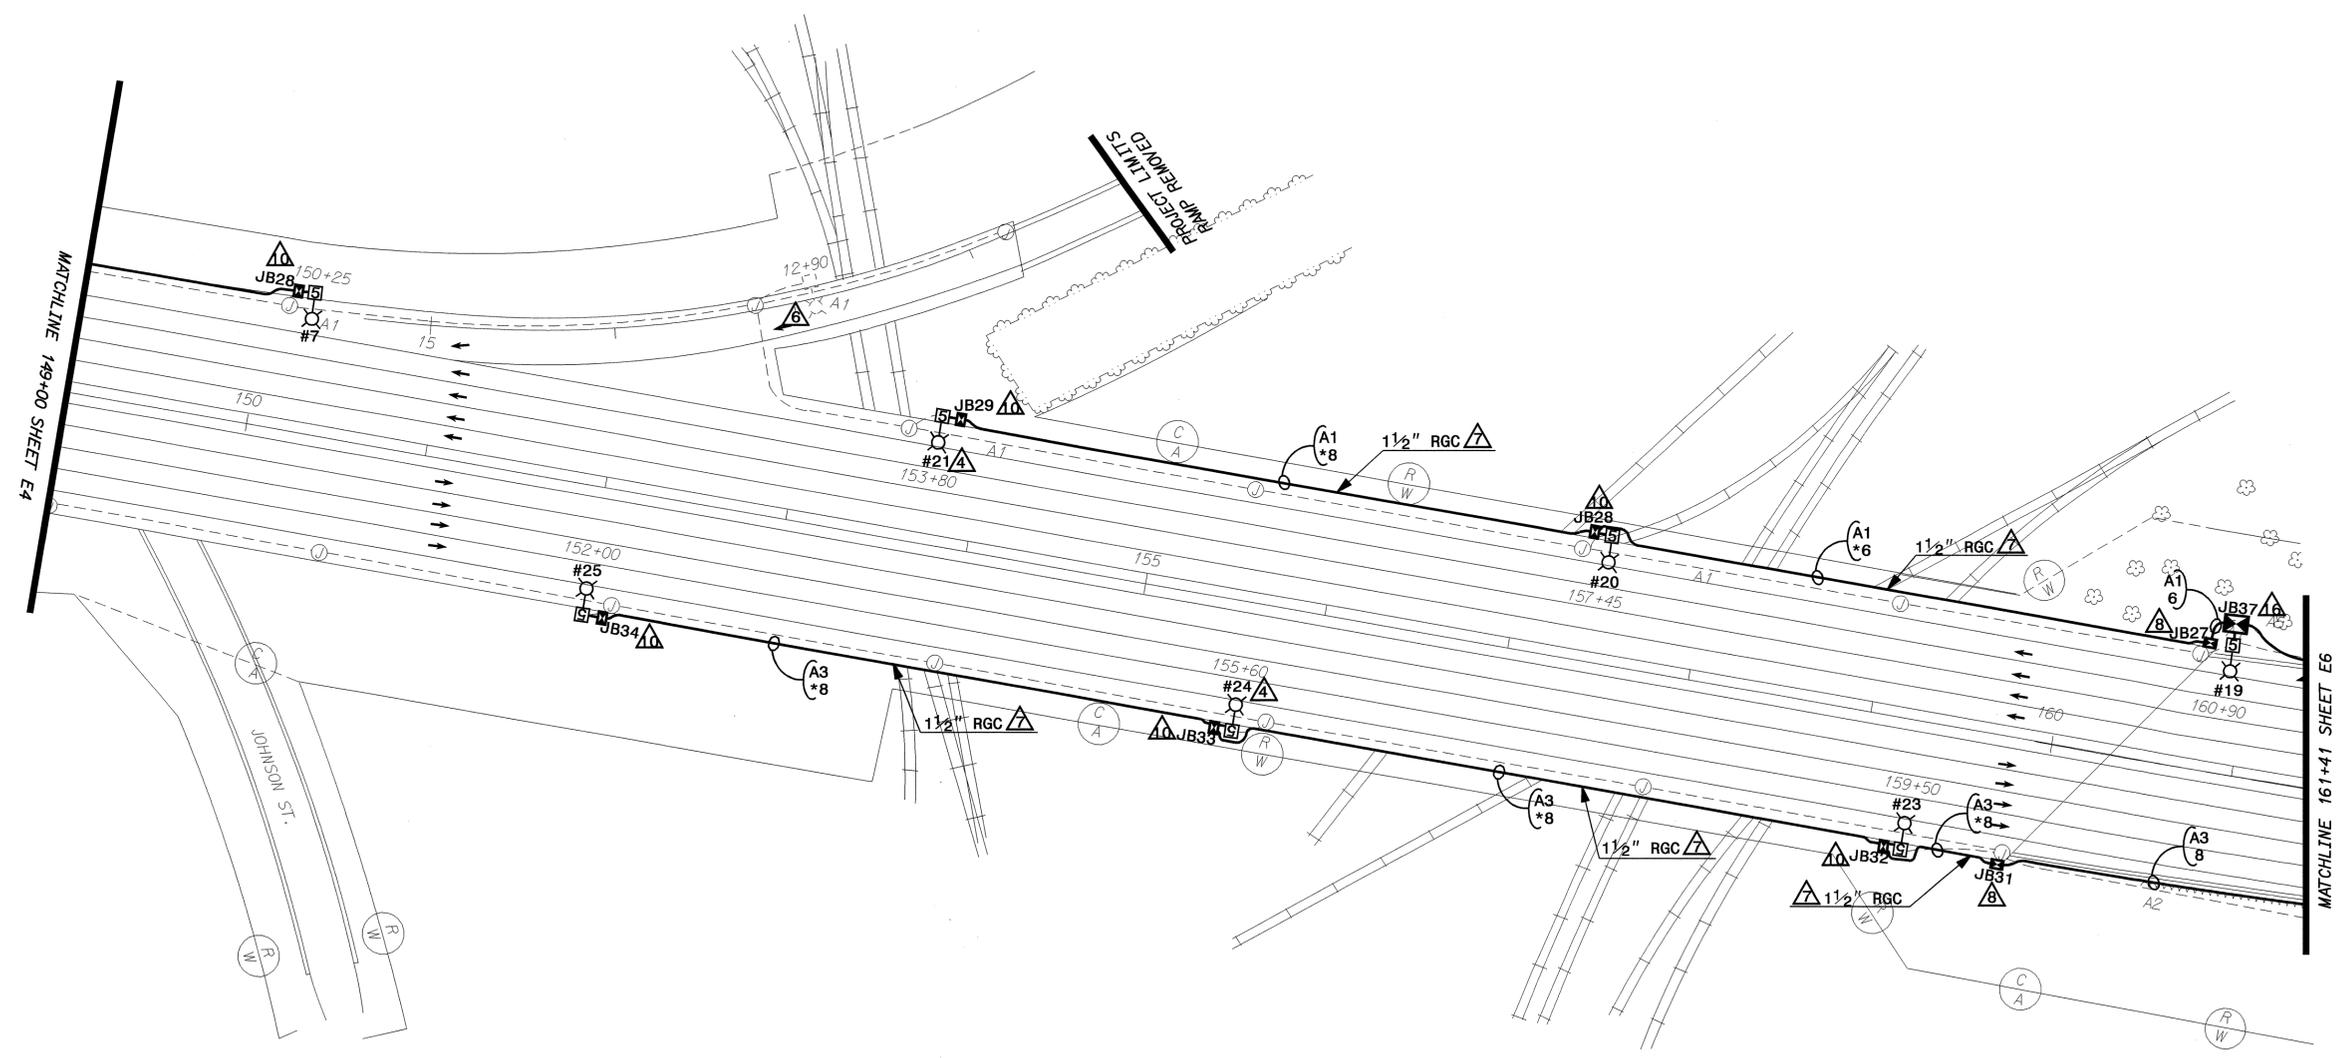 MATCHLINE 149+00 SHEET E4
10
JB28
150+25
5
J
#7
A1
15
150
12+90
A1
6
J
J
PROJECT LIMITS
RAMP REMOVED
5
JB29
10
J
#21
4
A1
153+80
C
A
A1
*8
1½" RGC
7
R
W
J
10
JB28
5
J
#20
A1
157+45
A1
*6
1½" RGC
7
R
W
J
A1
6
JB37
16
8
JB27
5
J
#19
160+90
160
155
J
152+00
#25
5
J
JB34
10
A3
*8
J
1½" RGC
7
155+60
#24
4
J
C
A
10
JB33
5
R
W
A3
*8
J
1½" RGC
7
159+50
#23
A3
*8
10
JB32
5
J
JB31
8
7
1½" RGC
R
W
A3
8
A2
C
A
JOHNSON ST.
R
W
R
W
C
A
R
W
MATCHLINE 161+41 SHEET E6